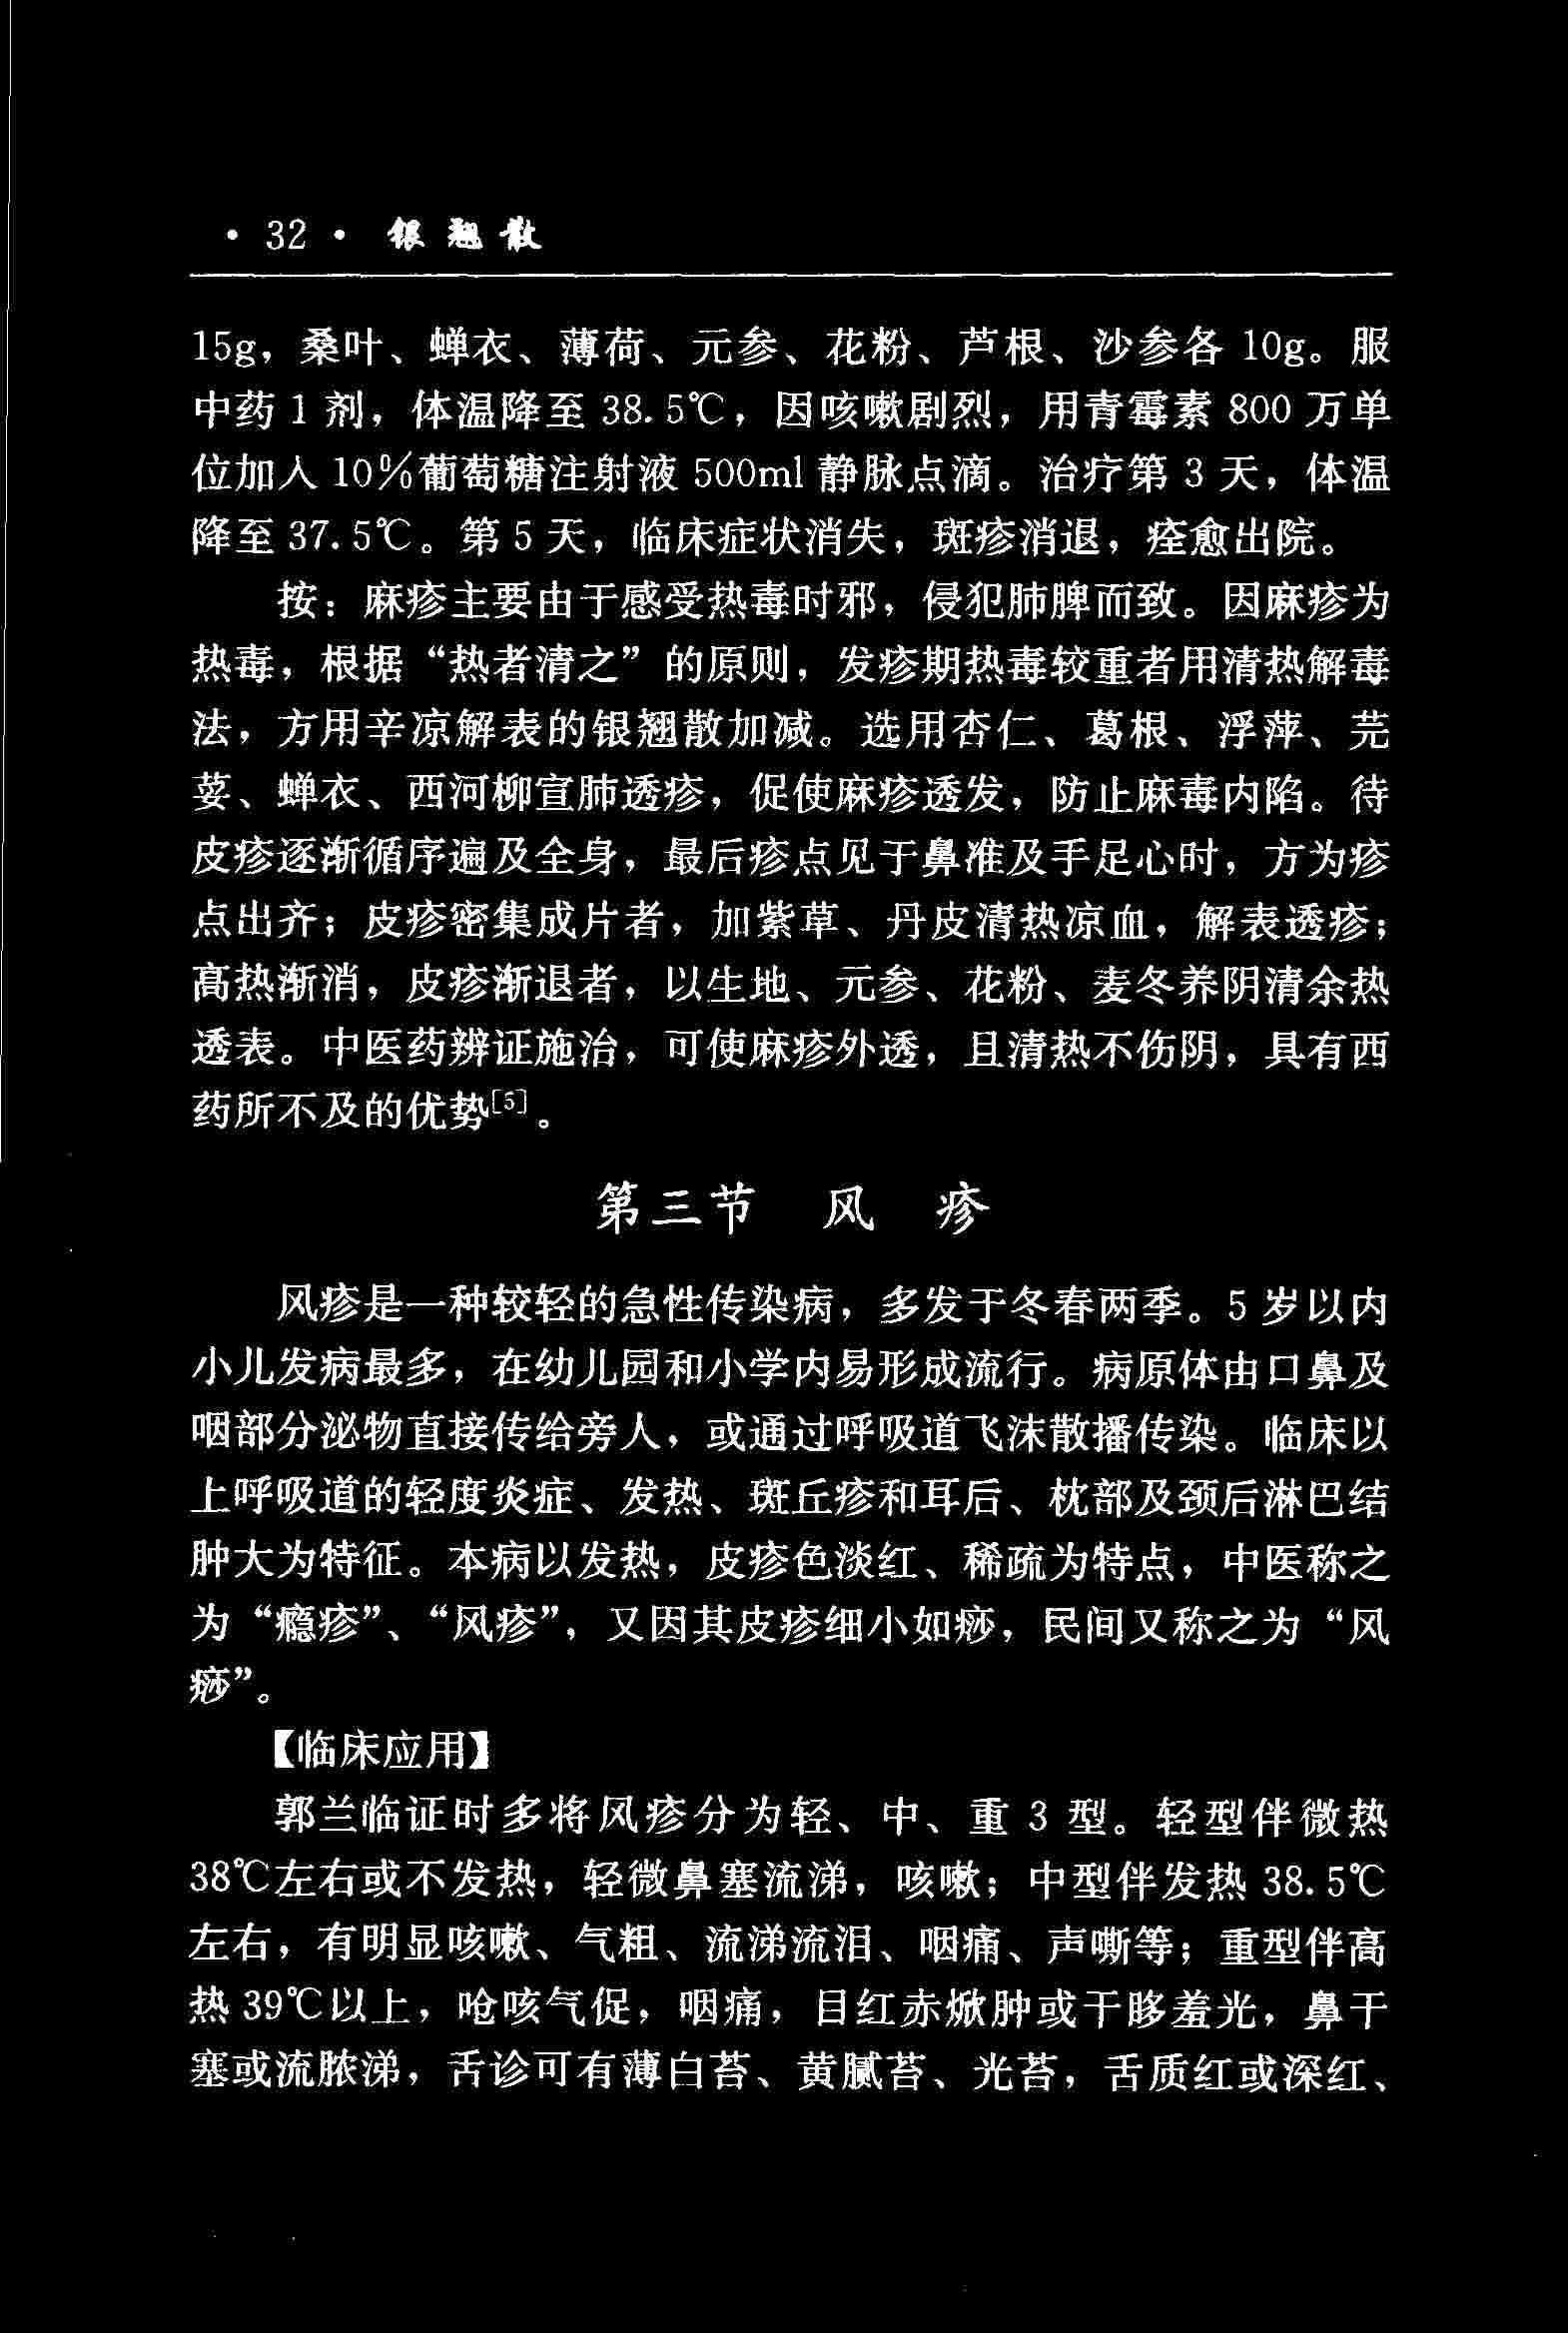 · 32 · 银翘散
15g，桑叶、蝉衣、薄荷、元参、花粉、芦根、沙参各 10g。服
中药 1 剂，体温降至 38.5℃，因咳嗽剧烈，用青霉素 800 万单
位加入 10%葡萄糖注射液 500ml 静脉点滴。治疗第 3 天，体温
降至 37.5℃。第 5 天，临床症状消失，斑疹消退，痊愈出院。
按：麻疹主要由于感受热毒时邪，侵犯肺脾而致。因麻疹为
热毒，根据“热者清之”的原则，发疹期热毒较重者用清热解毒
法，方用辛凉解表的银翘散加减。选用杏仁、葛根、浮萍、芫
荽、蝉衣、西河柳宣肺透疹，促使麻疹透发，防止麻毒内陷。待
皮疹逐渐循序遍及全身，最后疹点见于鼻准及手足心时，方为疹
点出齐；皮疹密集成片者，加紫草、丹皮清热凉血，解表透疹；
高热渐消，皮疹渐退者，以生地、元参、花粉、麦冬养阴清余热
透表。中医药辨证施治，可使麻疹外透，且清热不伤阴，具有西
药所不及的优势[5]。
第三节 风 疹
风疹是一种较轻的急性传染病，多发于冬春两季。5 岁以内
小儿发病最多，在幼儿园和小学内易形成流行。病原体由口鼻及
咽部分泌物直接传给旁人，或通过呼吸道飞沫散播传染。临床以
上呼吸道的轻度炎症、发热、斑丘疹和耳后、枕部及颈后淋巴结
肿大为特征。本病以发热，皮疹色淡红、稀疏为特点，中医称之
为“瘾疹”、“风疹”，又因其皮疹细小如痧，民间又称之为“风
痧”。
【临床应用】
郭兰临证时多将风疹分为轻、中、重 3 型。轻型伴微热
38℃左右或不发热，轻微鼻塞流涕，咳嗽；中型伴发热 38.5℃
左右，有明显咳嗽、气粗、流涕流泪、咽痛、声嘶等；重型伴高
热 39℃以上，呛咳气促，咽痛，目红赤焮肿或干眵羞光，鼻干
塞或流脓涕，舌诊可有薄白苔、黄腻苔、光苔，舌质红或深红、